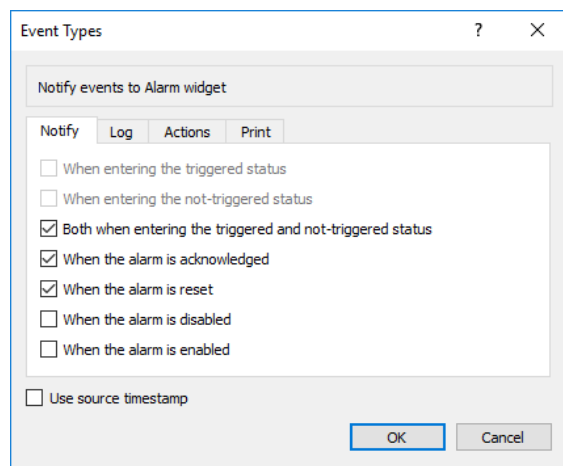 Event Types
?
Notify events to Alarm widget
Notify Log Actions Print
When entering the triggered status
When entering the not-triggered status
Both when entering the triggered and not-triggered status
When the alarm is acknowledged
When the alarm is reset
When the alarm is disabled
When the alarm is enabled
Use source timestamp
OK Cancel